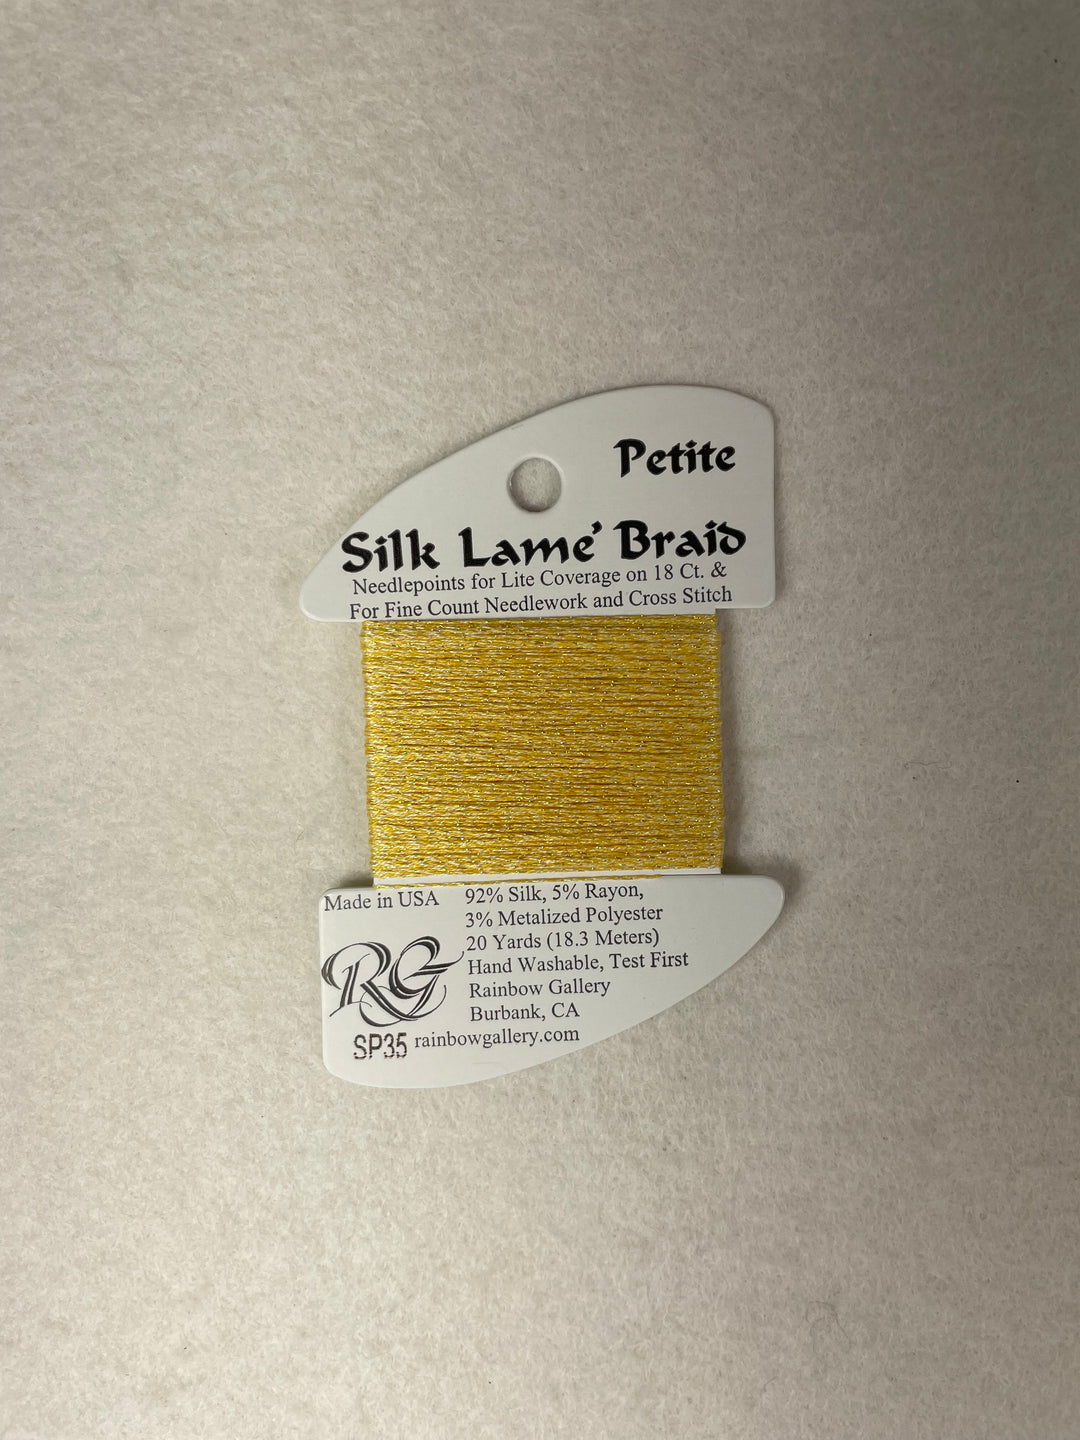 Petite
Silk Lame' Braid
Needlepoints for Lite Coverage on 18 Ct. &
For Fine Count Needlework and Cross Stitch
Made in USA
92% Silk, 5% Rayon,
3% Metalized Polyester
20 Yards (18.3 Meters)
Hand Washable, Test First
Rainbow Gallery
Burbank, CA
rainbowgallery.com
RG
SP35